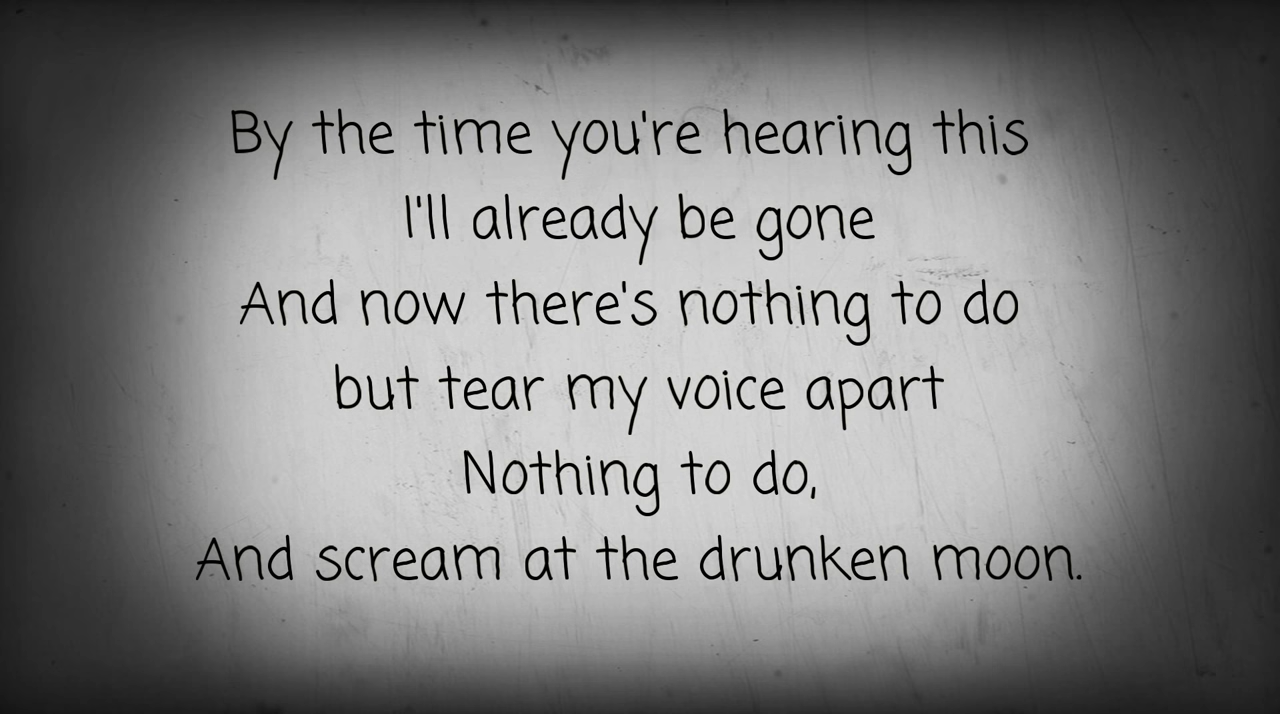 By the time you're hearing this
I'll already be gone
And now there's nothing to do
but tear my voice apart
Nothing to do,
And scream at the drunken moon.